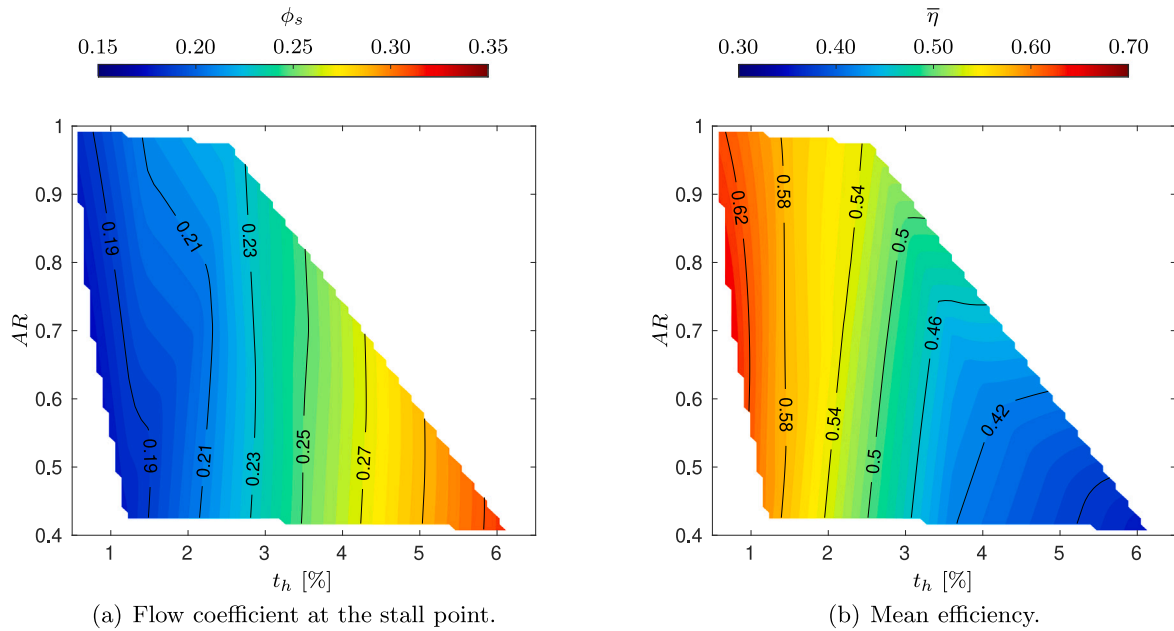 ϕ_s
0.15 0.20 0.25 0.30 0.35
1
0.9
0.8
0.7
0.6
0.5
0.4
AR
0.19
0.21
0.23
0.19
0.21
0.23
0.25
0.27
1 2 3 4 5 6
t_h [%]
(a) Flow coefficient at the stall point.
η̅
0.30 0.40 0.50 0.60 0.70
1
0.9
0.8
0.7
0.6
0.5
0.4
AR
0.62
0.58
0.54
0.5
0.46
0.58
0.54
0.5
0.42
1 2 3 4 5 6
t_h [%]
(b) Mean efficiency.